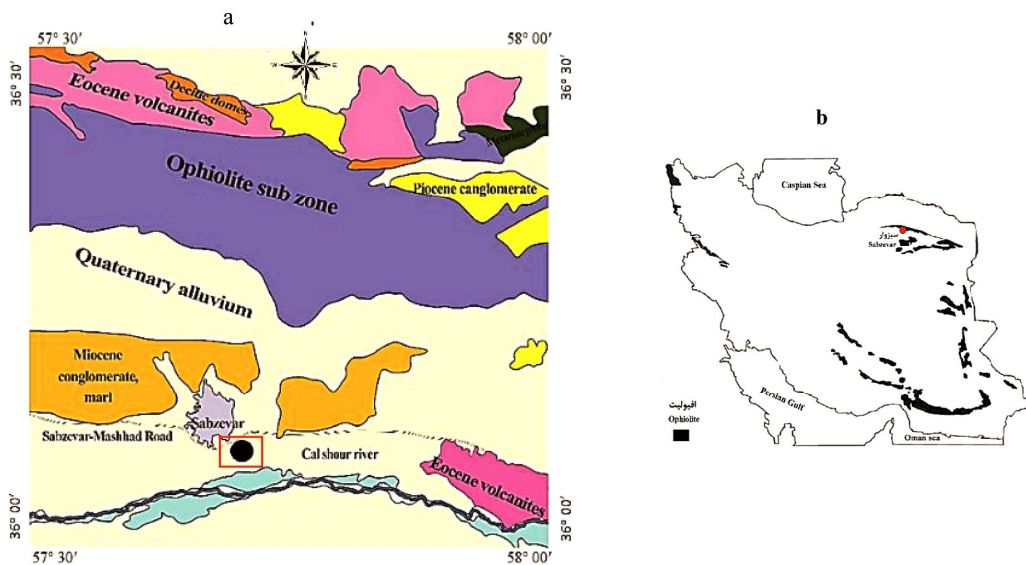 a
57° 30'
58° 00'
36° 30'
36° 30'
N
W
E
S
Decitic domes
Eocene volcanites
Metamorphite
Ophiolite sub zone
Piocene canglomerate
Quaternary alluvium
Miocene
conglomerate,
marl
Sabzevar
Sabzevar-Mashhad Road
Cal shour river
Eocene volcanites
36° 00'
36° 00'
57° 30'
58° 00'
b
Caspian Sea
سبزوار
Sabzevar
Persian Gulf
افیولیت
Ophiolite
Oman sea